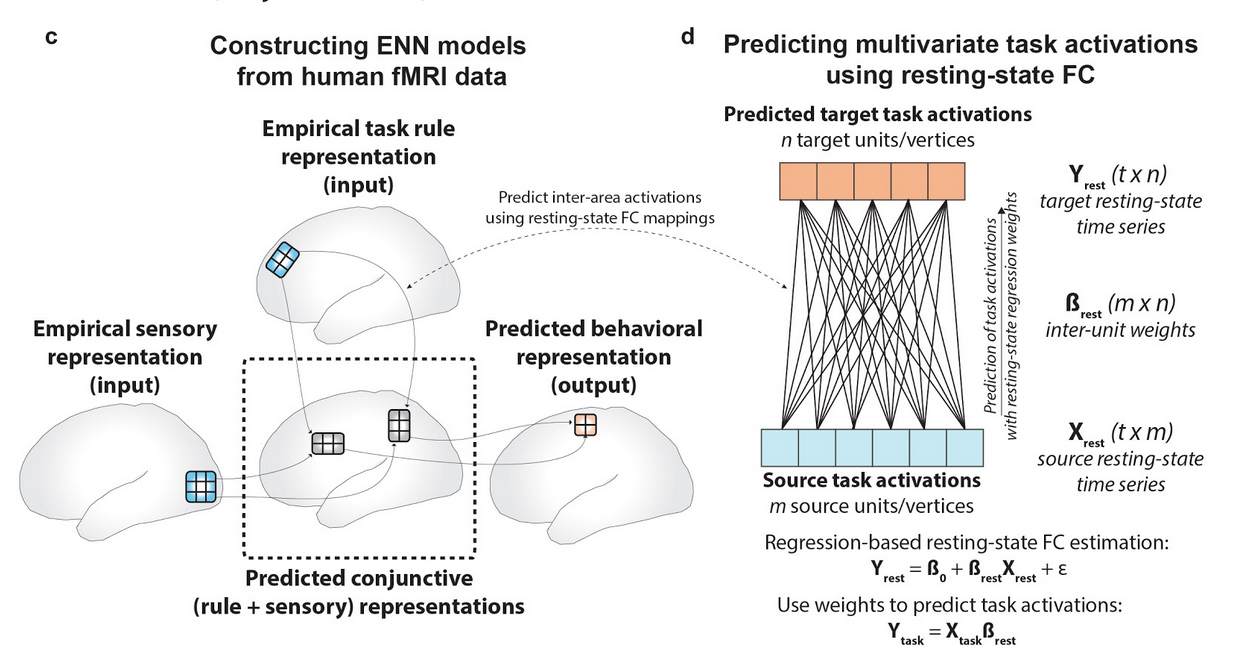 c
Constructing ENN models
from human fMRI data
Empirical task rule
representation
(input)
Predict inter-area activations
using resting-state FC mappings
Empirical sensory
representation
(input)
Predicted behavioral
representation
(output)
Predicted conjunctive
(rule + sensory) representations
d
Predicting multivariate task activations
using resting-state FC
Predicted target task activations
n target units/vertices
Prediction of task activations
with resting-state regression weights
Yrest (t x n)
target resting-state
time series
ßrest (m x n)
inter-unit weights
Xrest (t x m)
source resting-state
time series
Source task activations
m source units/vertices
Regression-based resting-state FC estimation:
Yrest = ß0 + ßrestXrest + ε
Use weights to predict task activations:
Ytask = Xtaskßrest